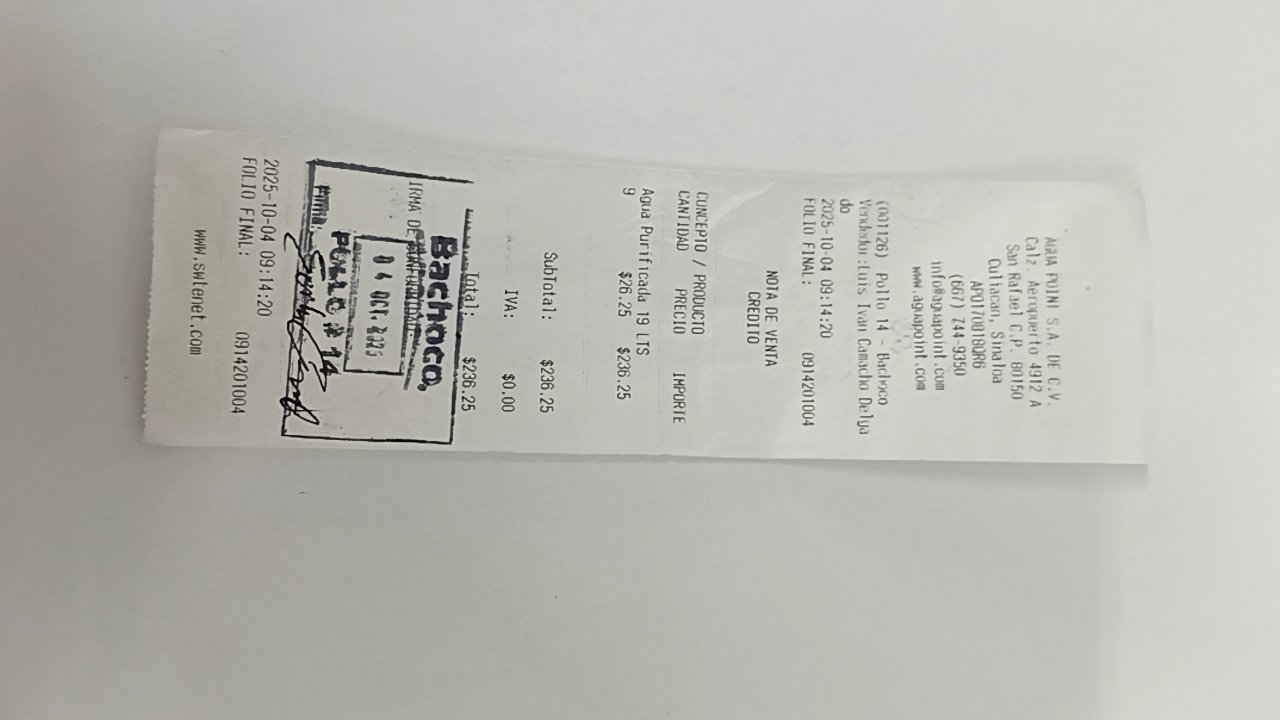 AGUA POINT S.A. DE C.V.
Calz. Aeropuerto 4912 A
San Rafael C.P. 80150
Culiacan, Sinaloa
APO170818QR6
(667) 744-9350
info@aguapoint.com
www.aguapoint.com
(001126) Pollo 14 - Bachoco
Vendedor:Luis Ivan Camacho Delga
do
2025-10-04 09:14:20
FOLIO FINAL: 0914201004
NOTA DE VENTA
CREDITO
CONCEPTO / PRODUCTO
CANTIDAD PRECIO IMPORTE
Agua Purificada 19 LTS
9 $26.25 $236.25
SubTotal: $236.25
IVA: $0.00
Total: $236.25
Bachoco.
FIRMA DE
04 OCT. 2025
POLLO # 14
2025-10-04 09:14:20
FOLIO FINAL: 0914201004
www.swtenet.com